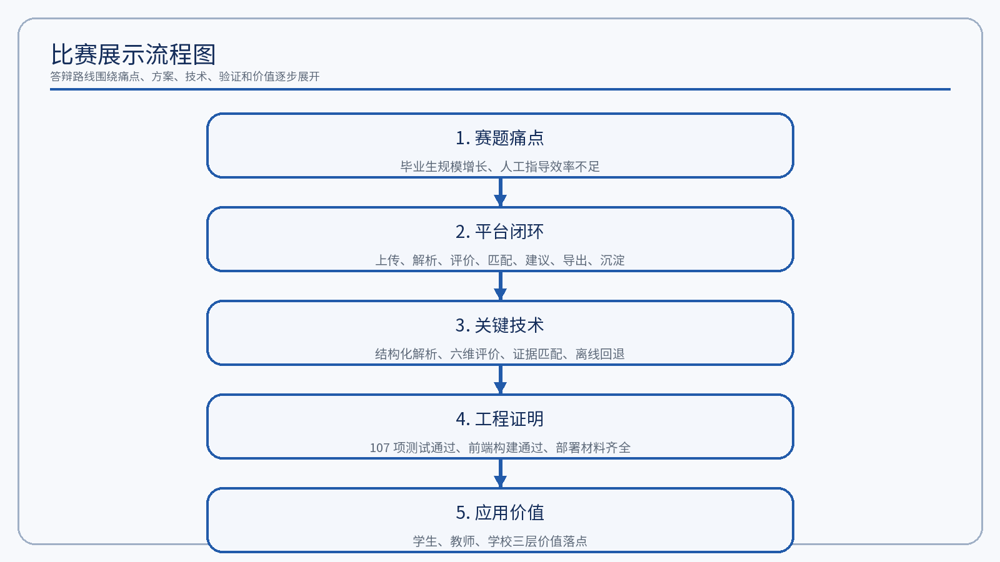 比赛展示流程图
答辩路线围绕痛点、方案、技术、验证和价值逐步展开
1. 赛题痛点
毕业生规模增长、人工指导效率不足
2. 平台闭环
上传、解析、评价、匹配、建议、导出、沉淀
3. 关键技术
结构化解析、六维评价、证据匹配、离线回退
4. 工程证明
107 项测试通过、前端构建通过、部署材料齐全
5. 应用价值
学生、教师、学校三层价值落点